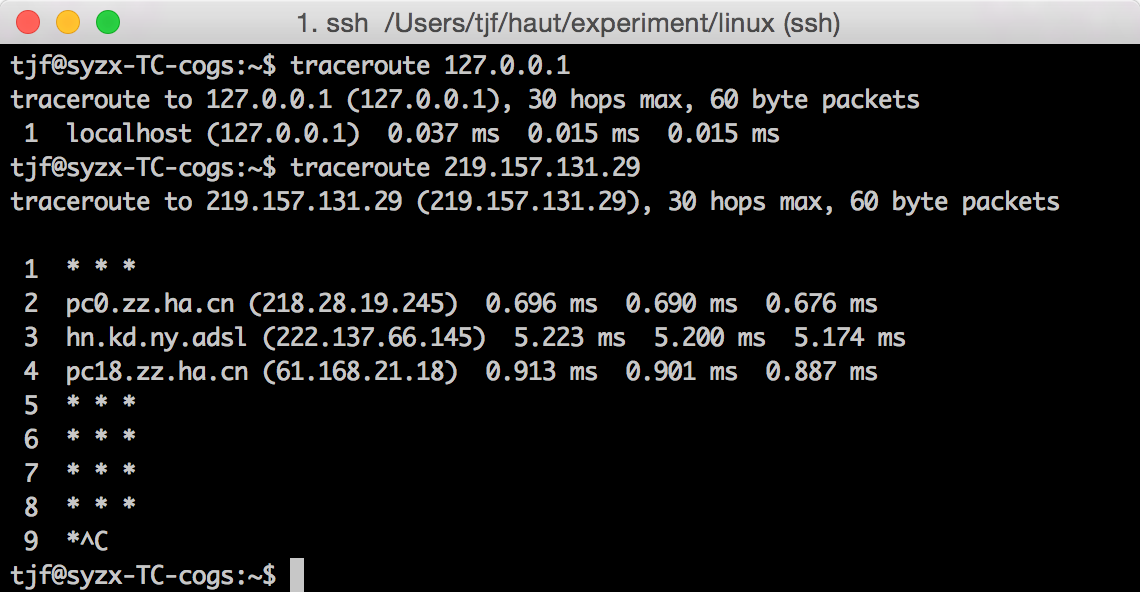 1. ssh  /Users/tjf/haut/experiment/linux (ssh)
tjf@syzx-TC-cogs:~$ traceroute 127.0.0.1
traceroute to 127.0.0.1 (127.0.0.1), 30 hops max, 60 byte packets
 1  localhost (127.0.0.1)  0.037 ms  0.015 ms  0.015 ms
tjf@syzx-TC-cogs:~$ traceroute 219.157.131.29
traceroute to 219.157.131.29 (219.157.131.29), 30 hops max, 60 byte packets
 1  * * *
 2  pc0.zz.ha.cn (218.28.19.245)  0.696 ms  0.690 ms  0.676 ms
 3  hn.kd.ny.adsl (222.137.66.145)  5.223 ms  5.200 ms  5.174 ms
 4  pc18.zz.ha.cn (61.168.21.18)  0.913 ms  0.901 ms  0.887 ms
 5  * * *
 6  * * *
 7  * * *
 8  * * *
 9  *^C
tjf@syzx-TC-cogs:~$